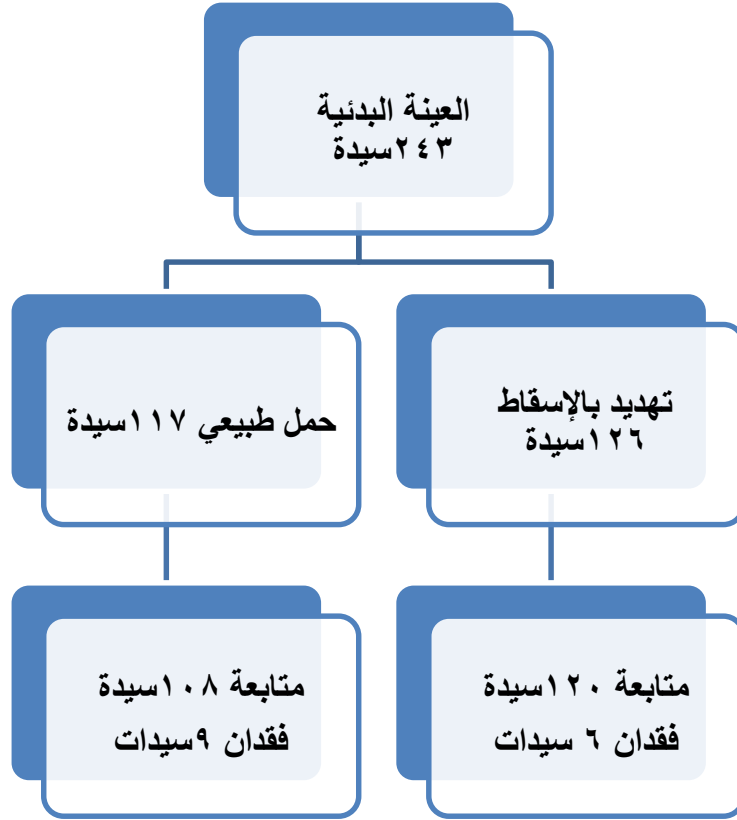 العينة البدئية
٢٤٣سيدة
تهديد بالإسقاط
١٢٦سيدة
حمل طبيعي ١١٧سيدة
متابعة ١٢٠سيدة
فقدان ٦ سيدات
متابعة ١٠٨سيدة
فقدان ٩سيدات